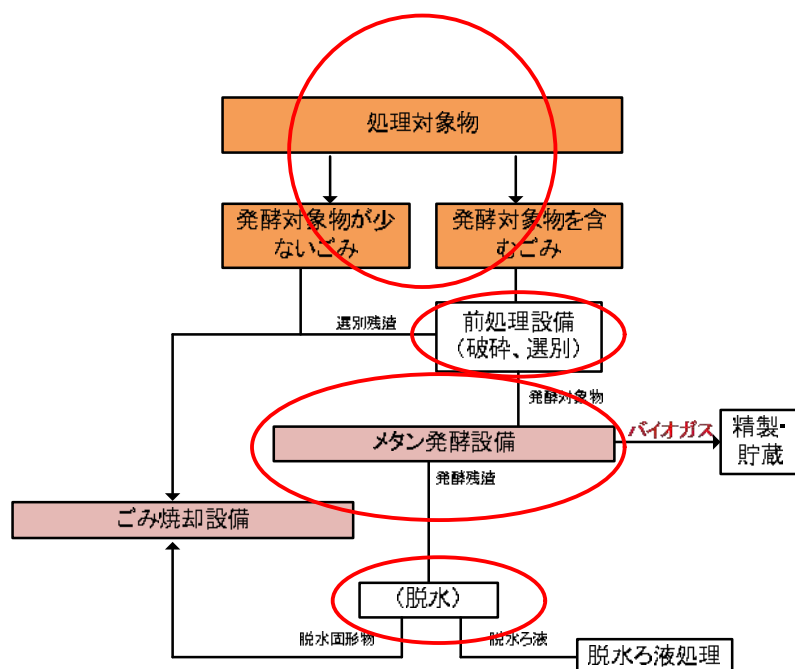 処理対象物
発酵対象物が少
ないごみ
発酵対象物を含
むごみ
選別残渣
前処理設備
(破砕、選別)
発酵対象物
メタン発酵設備
バイオガス
精製・
貯蔵
発酵残渣
ごみ焼却設備
(脱水)
脱水固形物
脱水ろ液
脱水ろ液処理